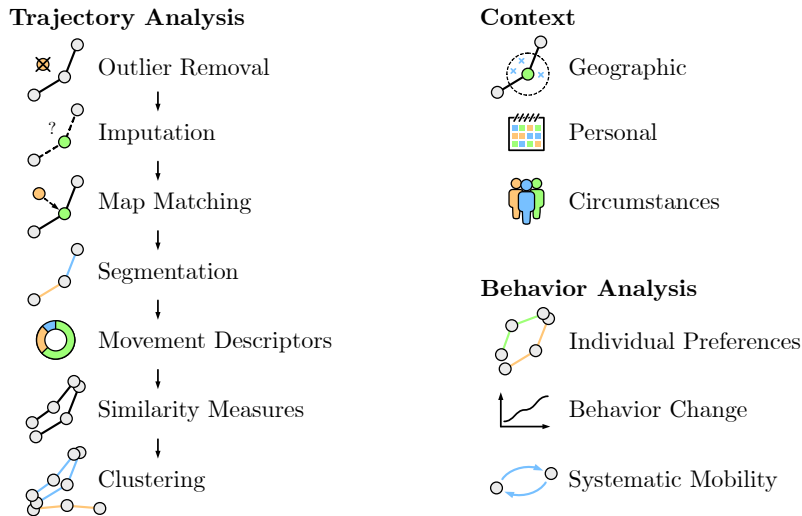 Trajectory Analysis
Outlier Removal
?
Imputation
Map Matching
Segmentation
Movement Descriptors
Similarity Measures
Clustering
Context
Geographic
Personal
Circumstances
Behavior Analysis
Individual Preferences
Behavior Change
Systematic Mobility